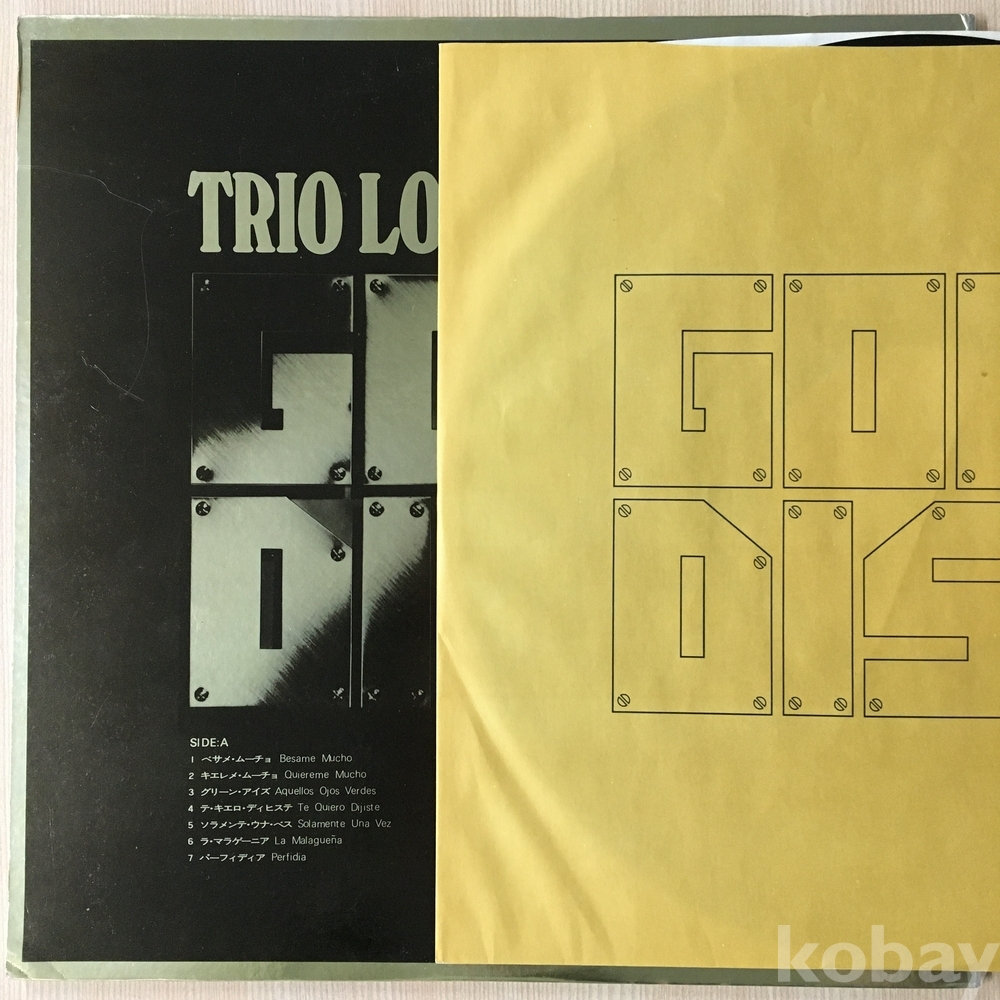 TRIO LO
GO
DI
GOL
DIS
SIDE:A
1 ベサメ・ムーチョ Besame Mucho
2 キエレメ・ムーチョ Quiereme Mucho
3 グリーン・アイズ Aquellos Ojos Verdes
4 テ・キエロ・ディヒステ Te Quiero Dijiste
5 ソラメンテ・ウナ・ベス Solamente Una Vez
6 ラ・マラゲーニア La Malagueña
7 パーフィディア Perfidia
kobay